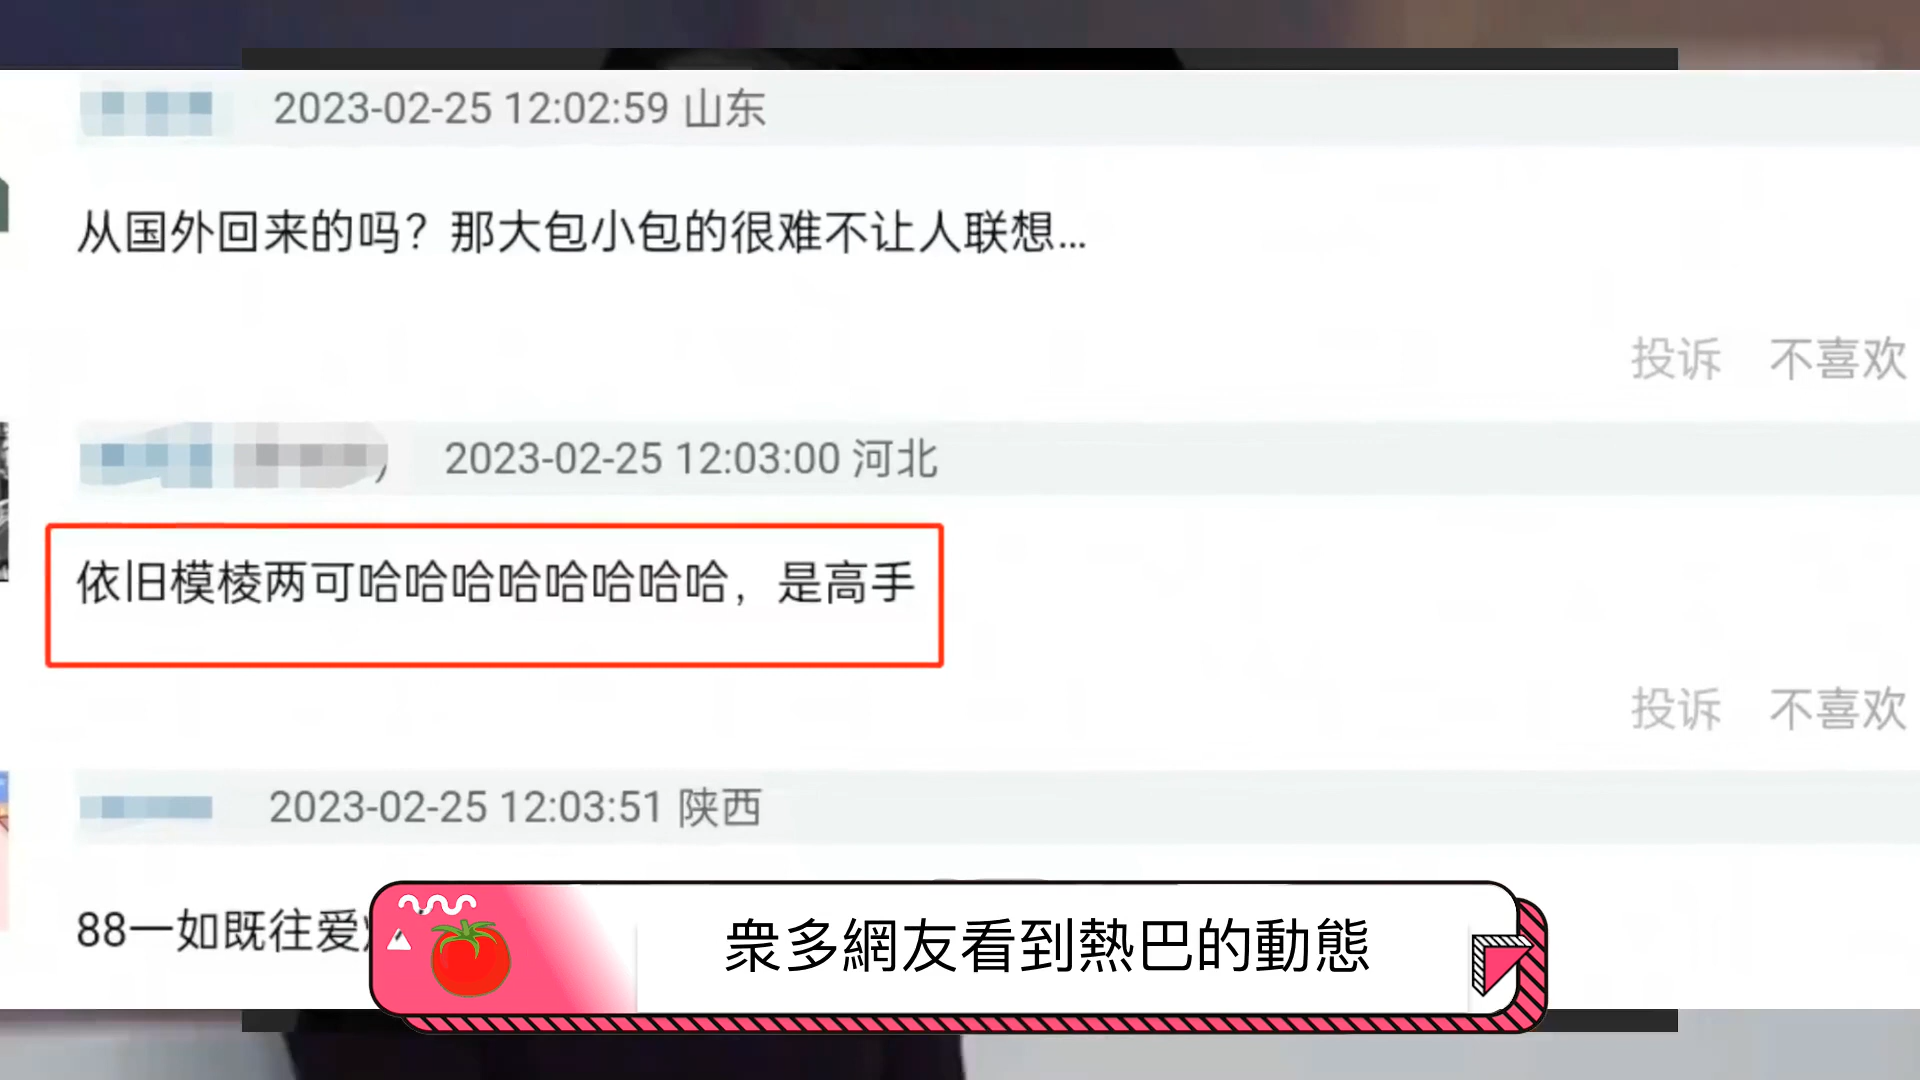 2023-02-25 12:02:59 山东
从国外回来的吗？那大包小包的很难不让人联想...
投诉 不喜欢
2023-02-25 12:03:00 河北
依旧模棱两可哈哈哈哈哈哈哈哈，是高手
投诉 不喜欢
2023-02-25 12:03:51 陕西
88一如既往爱
衆多網友看到熱巴的動態